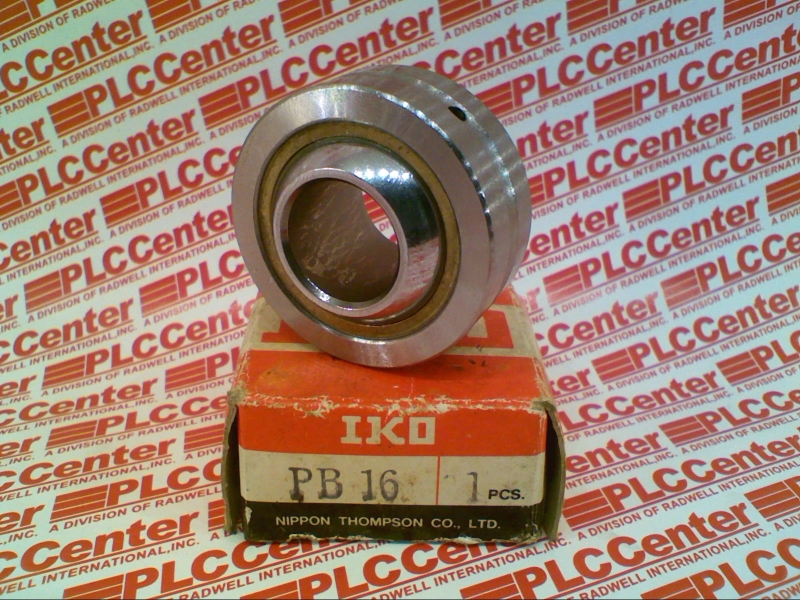 PLCCenter
A DIVISION OF RADWELL INTERNATIONAL, INC.
IKO
PB 16 1 PCS.
NIPPON THOMPSON CO., LTD.